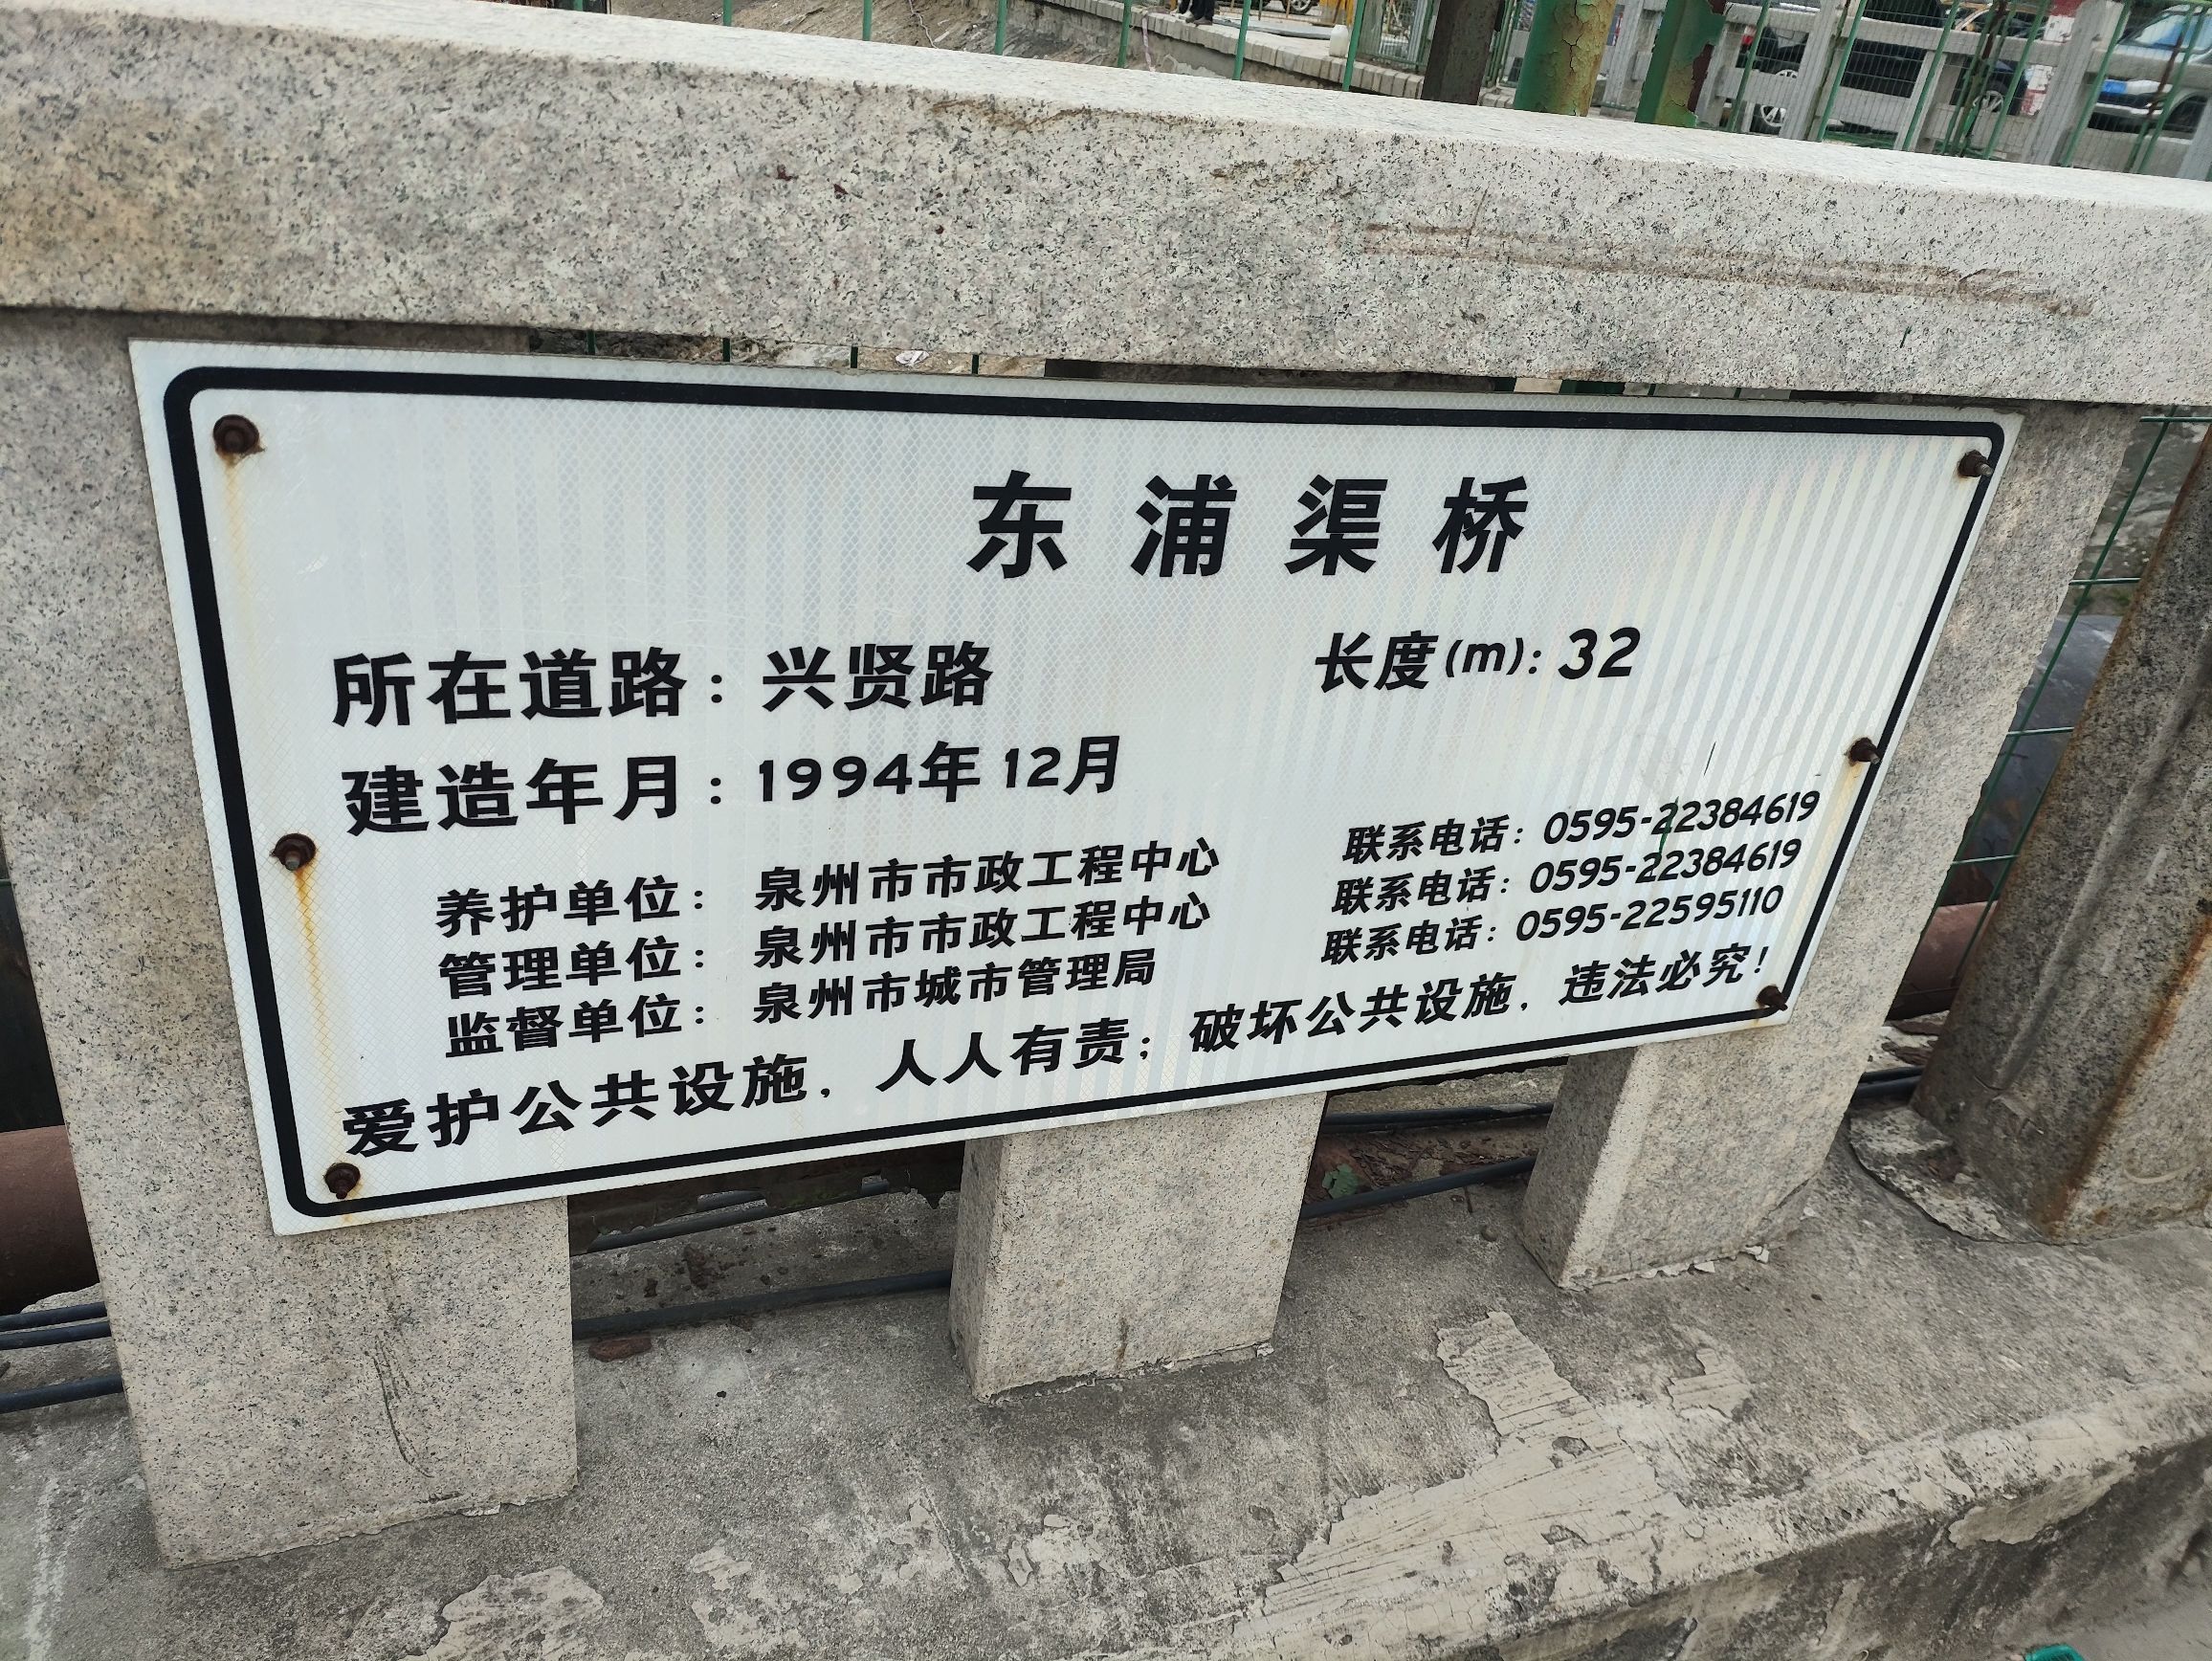 东浦渠桥
所在道路：兴贤路 长度(m)：32
建造年月：1994年12月
养护单位： 泉州市市政工程中心 联系电话：0595-22384619
管理单位： 泉州市市政工程中心 联系电话：0595-22384619
监督单位： 泉州市城市管理局 联系电话：0595-22595110
爱护公共设施，人人有责；破坏公共设施，违法必究！